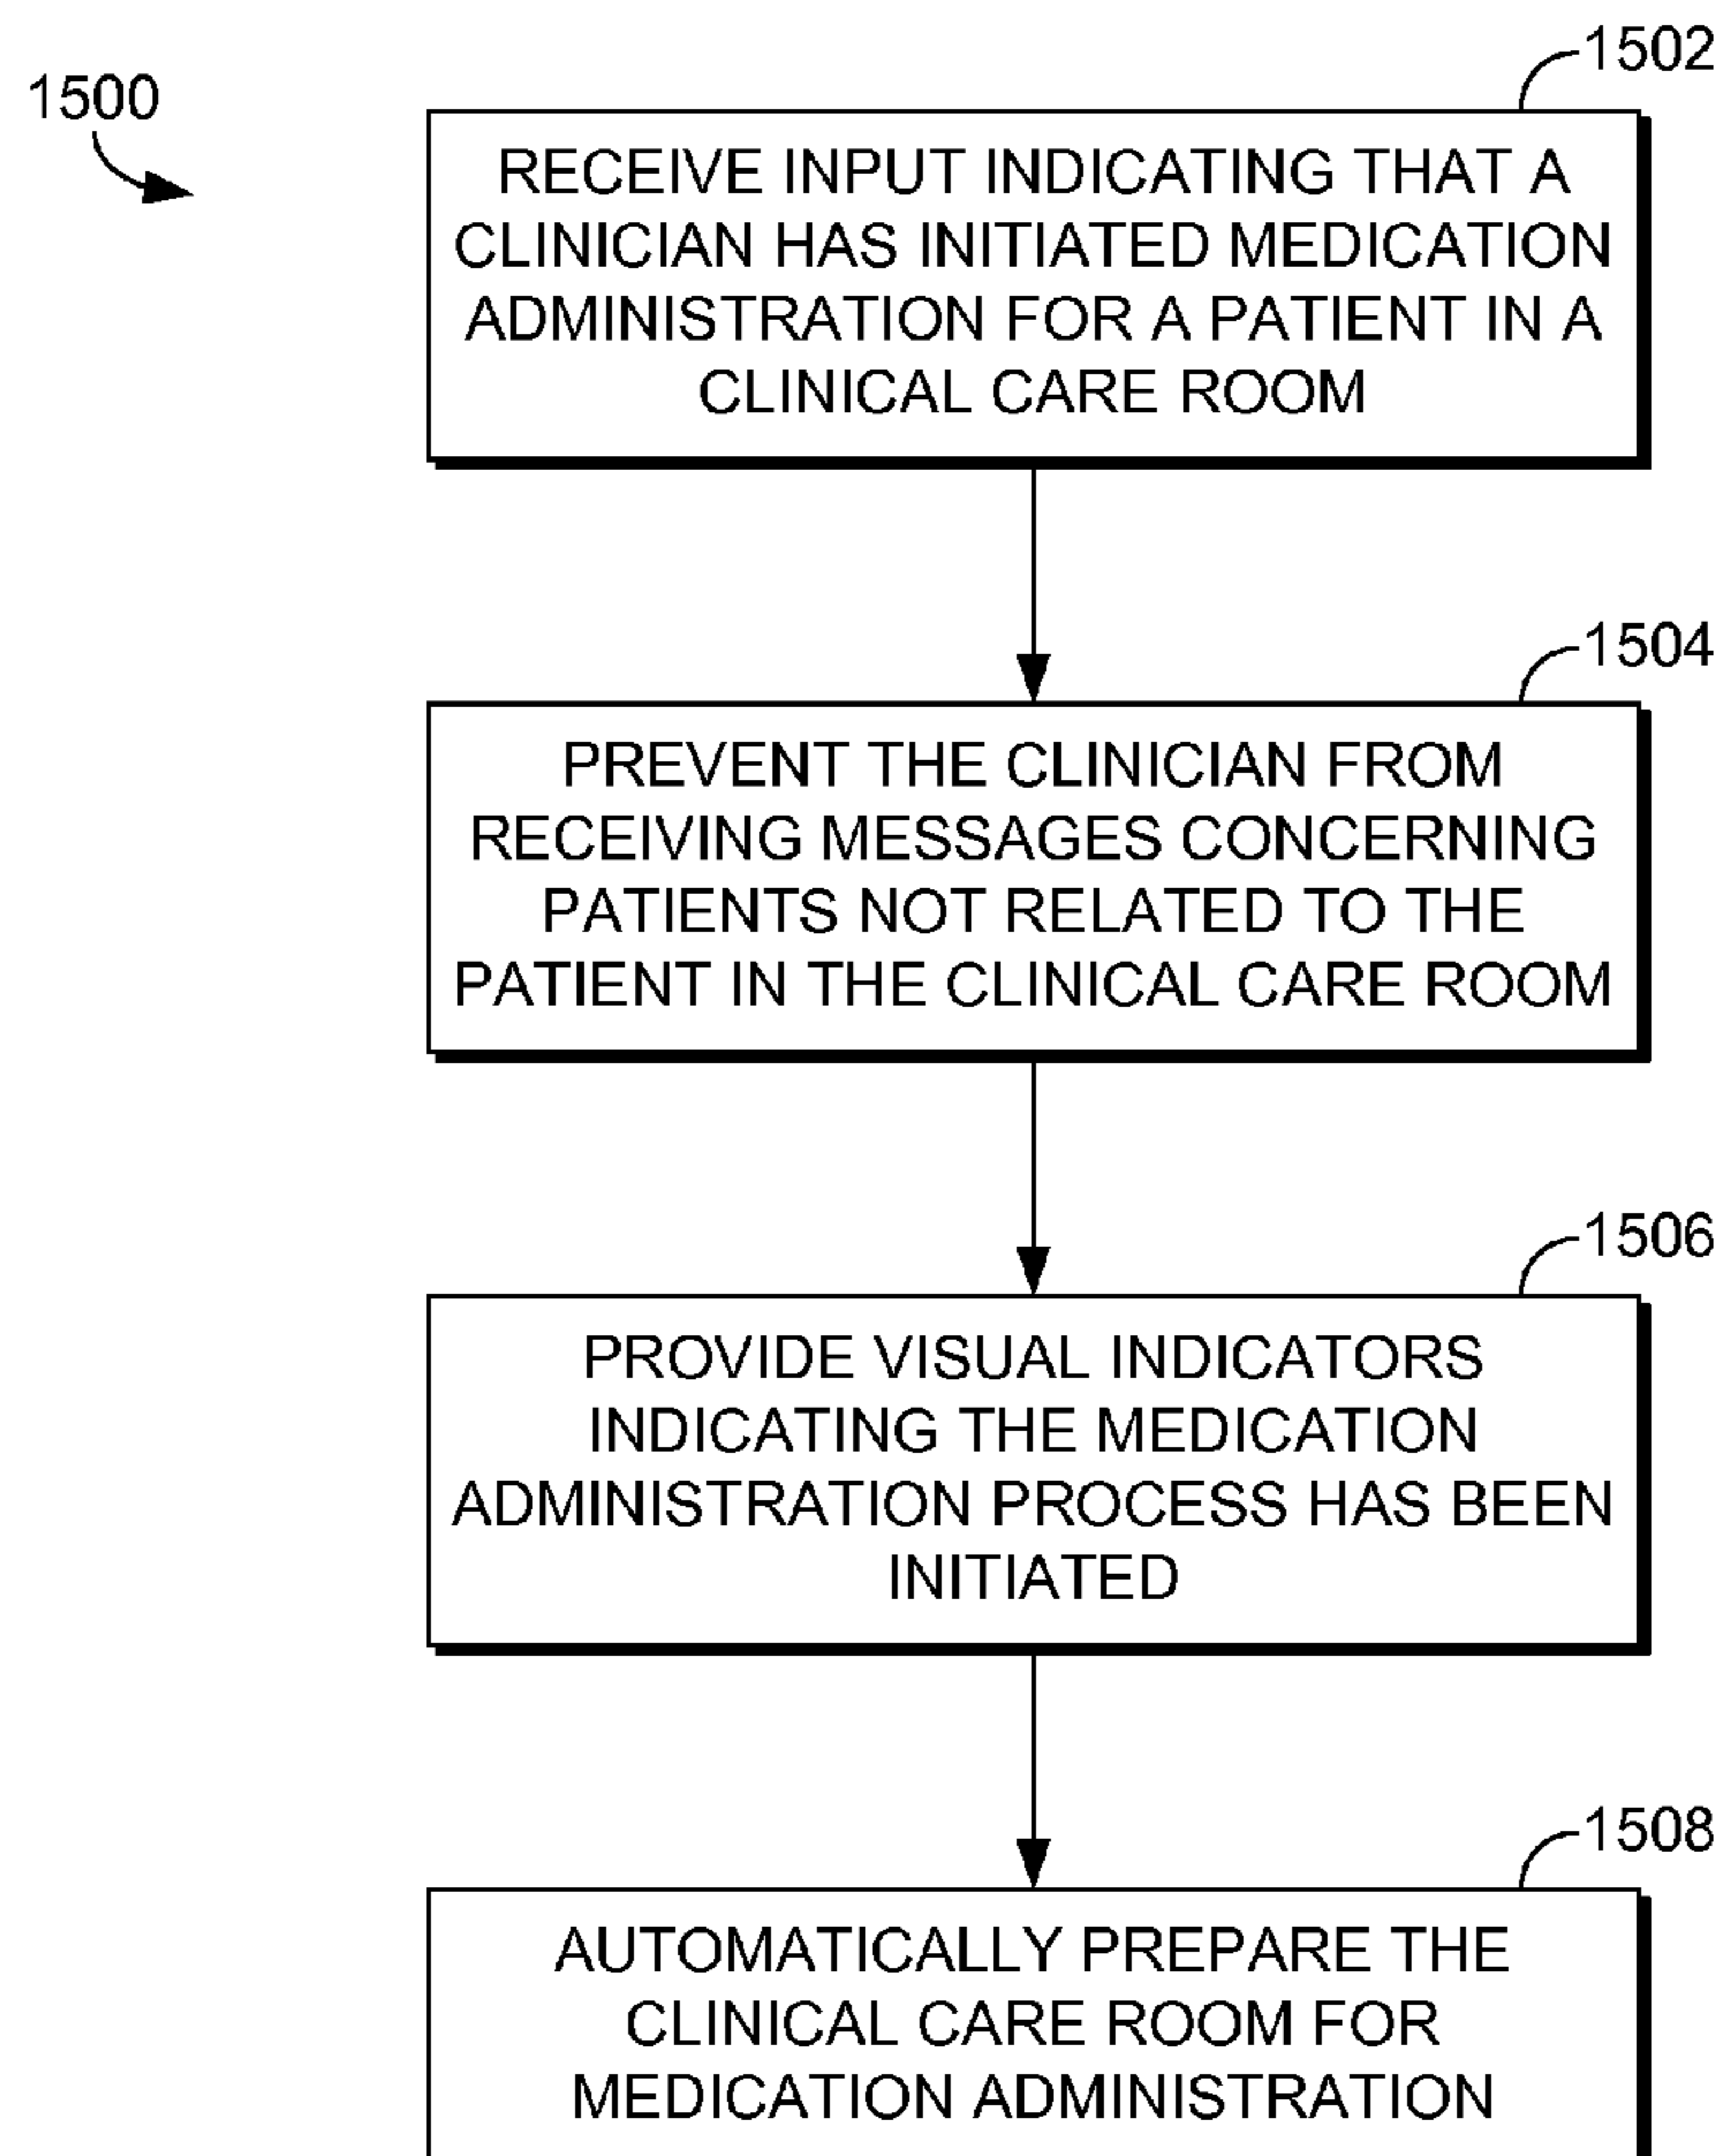 1500
1502
RECEIVE INPUT INDICATING THAT A
CLINICIAN HAS INITIATED MEDICATION
ADMINISTRATION FOR A PATIENT IN A
CLINICAL CARE ROOM
1504
PREVENT THE CLINICIAN FROM
RECEIVING MESSAGES CONCERNING
PATIENTS NOT RELATED TO THE
PATIENT IN THE CLINICAL CARE ROOM
1506
PROVIDE VISUAL INDICATORS
INDICATING THE MEDICATION
ADMINISTRATION PROCESS HAS BEEN
INITIATED
1508
AUTOMATICALLY PREPARE THE
CLINICAL CARE ROOM FOR
MEDICATION ADMINISTRATION